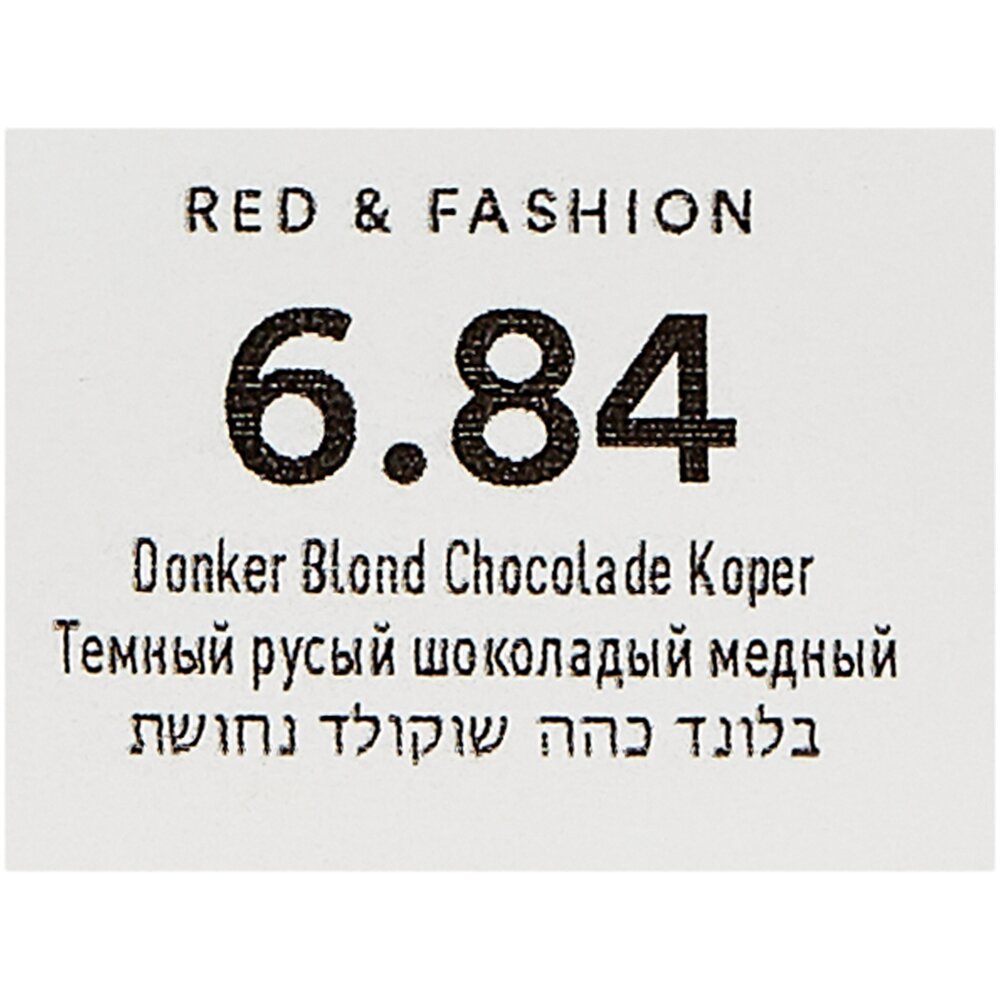 RED & FASHION
6.84
Donker Blond Chocolade Koper
Темный русый шоколадый медный
בלונד כהה שוקולד נחושת